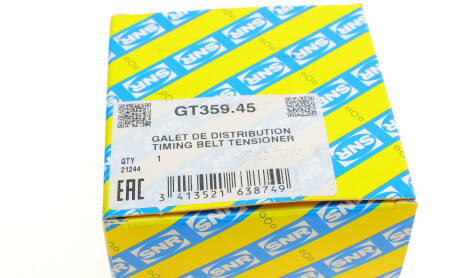 SNR
SNR
SNR
SNR
GT359.45
GALET DE DISTRIBUTION
TIMING BELT TENSIONER
QTY 1
21244
EAC
3 413521 638749
SNR
SNR
SNR
SNR
SNR